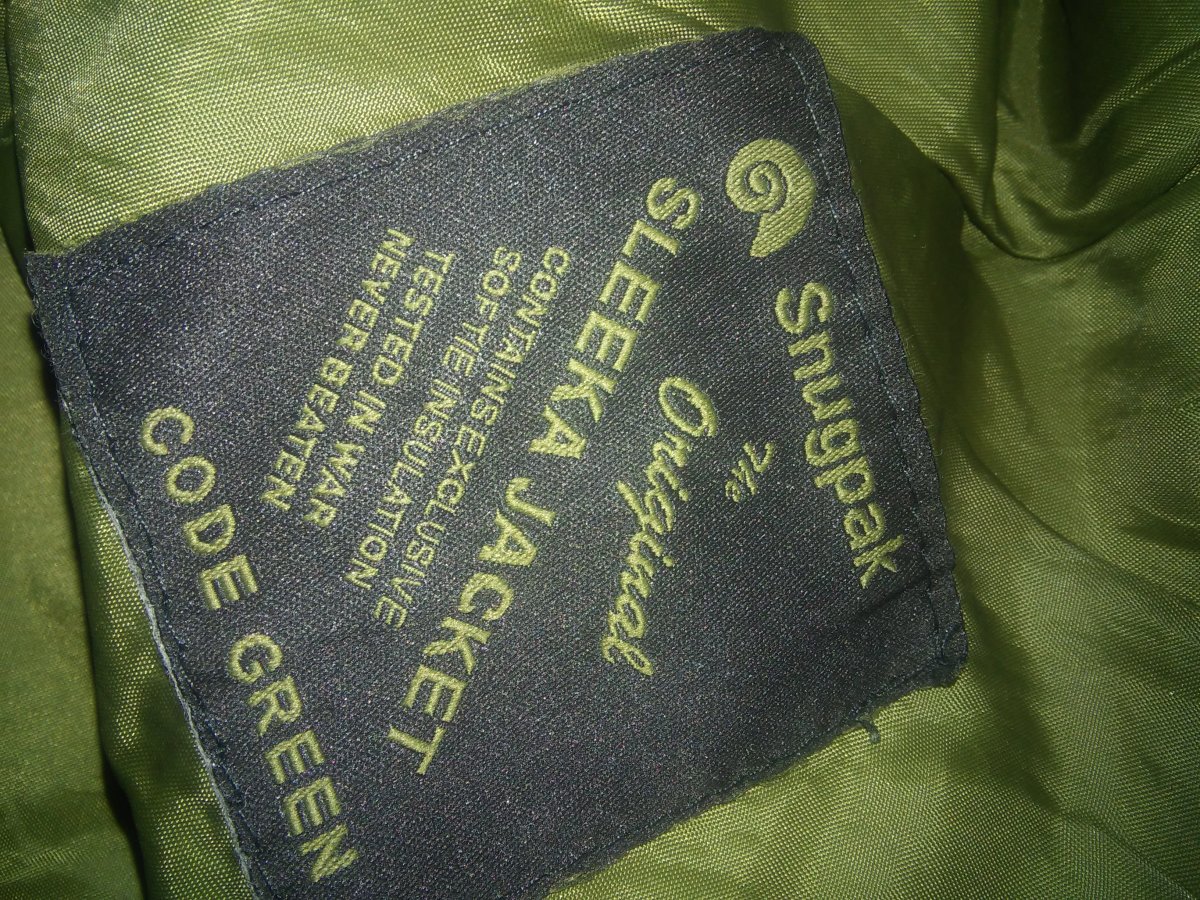 Snugpak
The
Original
SLEEKA JACKET
CONTAINS EXCLUSIVE
SOFTIE INSULATION
TESTED IN WAR
NEVER BEATEN
CODE GREEN